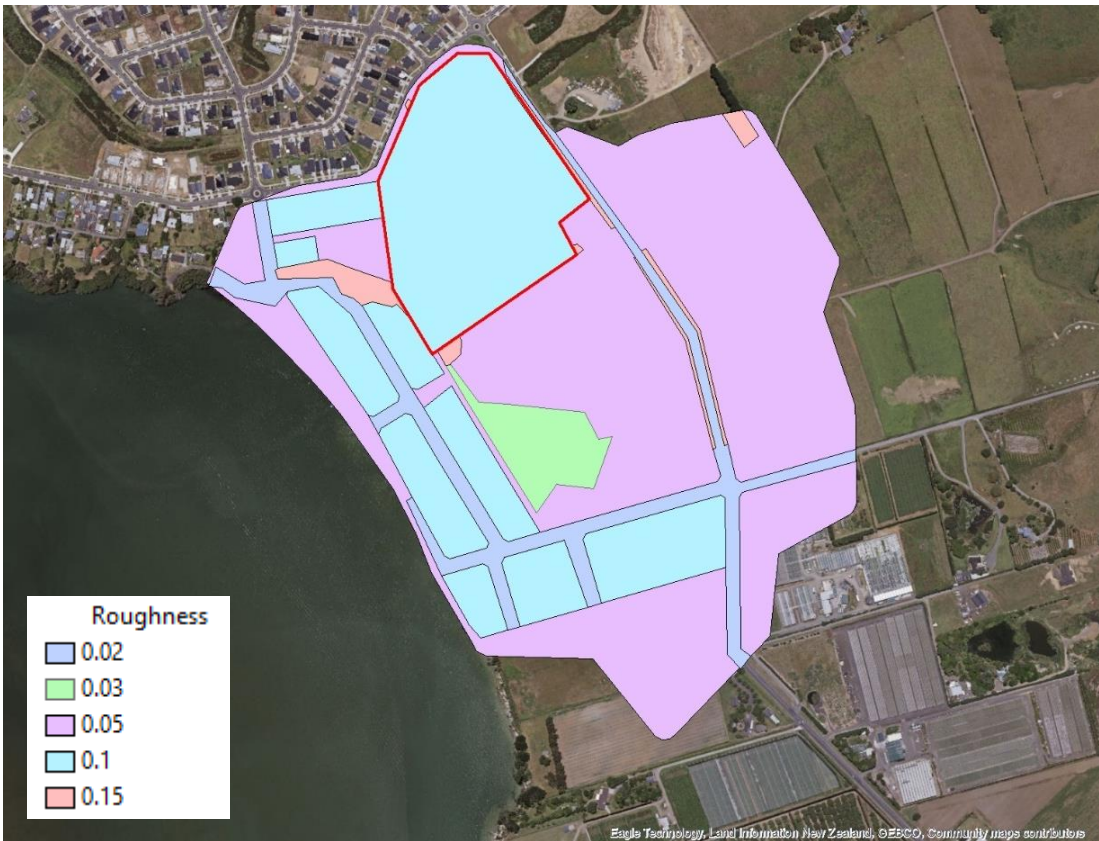 Roughness
0.02
0.03
0.05
0.1
0.15
Eagle Technology, Land Information New Zealand, GEBCO, Community maps contributors